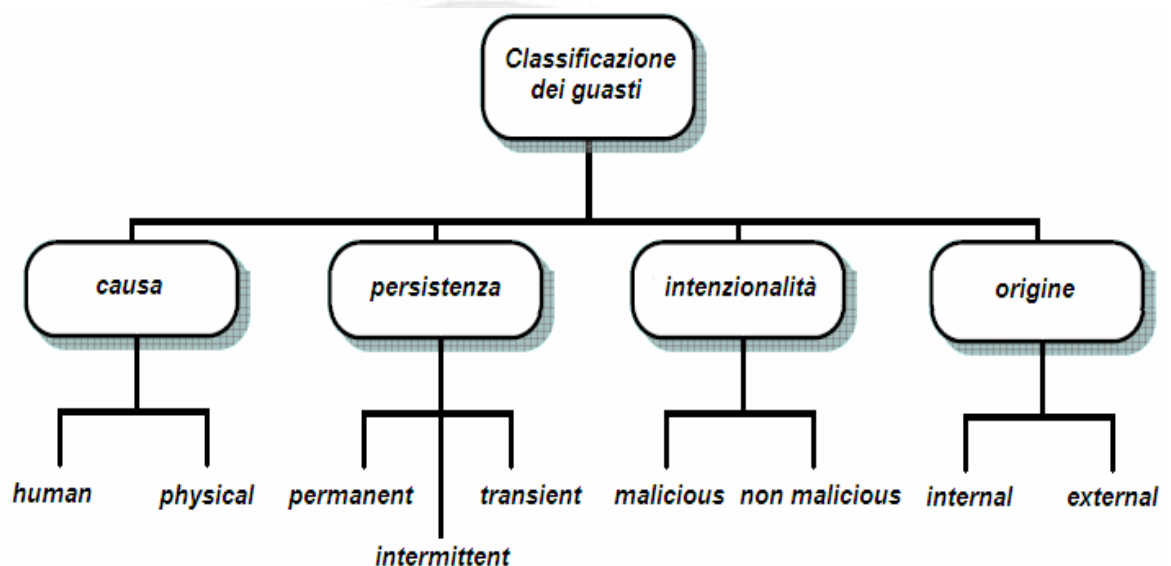 Classificazione
dei guasti
causa
persistenza
intenzionalità
origine
human
physical
permanent
transient
malicious
non malicious
internal
external
intermittent